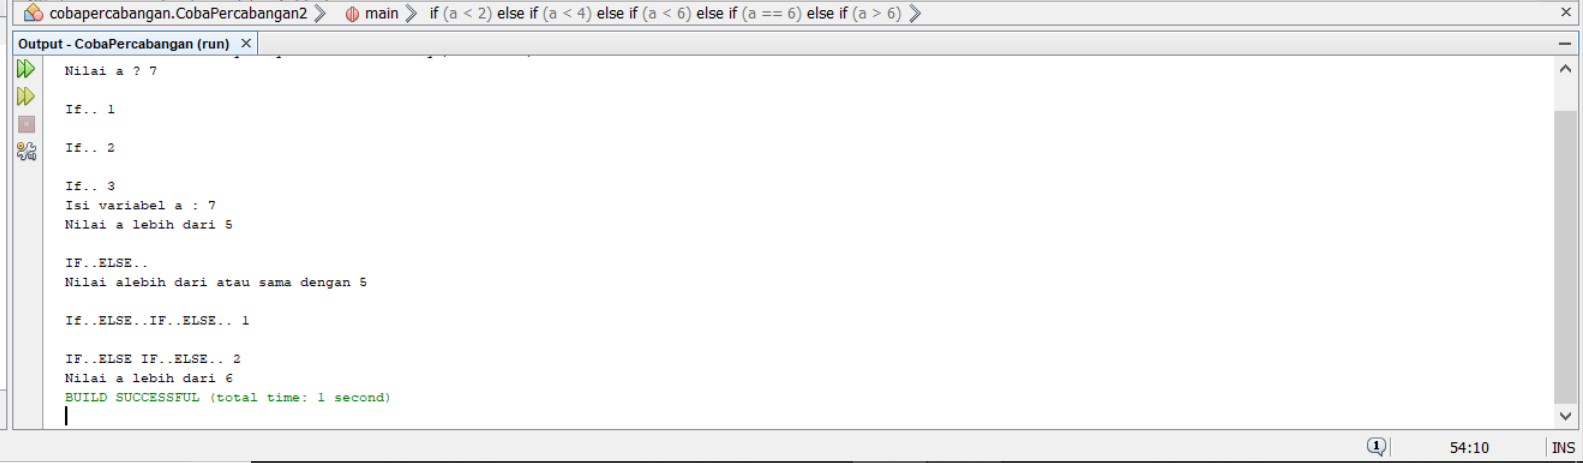 cobapercabangan.CobaPercabangan2 main if (a < 2) else if (a < 4) else if (a < 6) else if (a == 6) else if (a > 6)
Output - CobaPercabangan (run)
Nilai a ? 7
If.. 1
If.. 2
If.. 3
Isi variabel a : 7
Nilai a lebih dari 5
IF..ELSE..
Nilai alebih dari atau sama dengan 5
If..ELSE..IF..ELSE.. 1
IF..ELSE IF..ELSE.. 2
Nilai a lebih dari 6
BUILD SUCCESSFUL (total time: 1 second)
1 54:10 INS